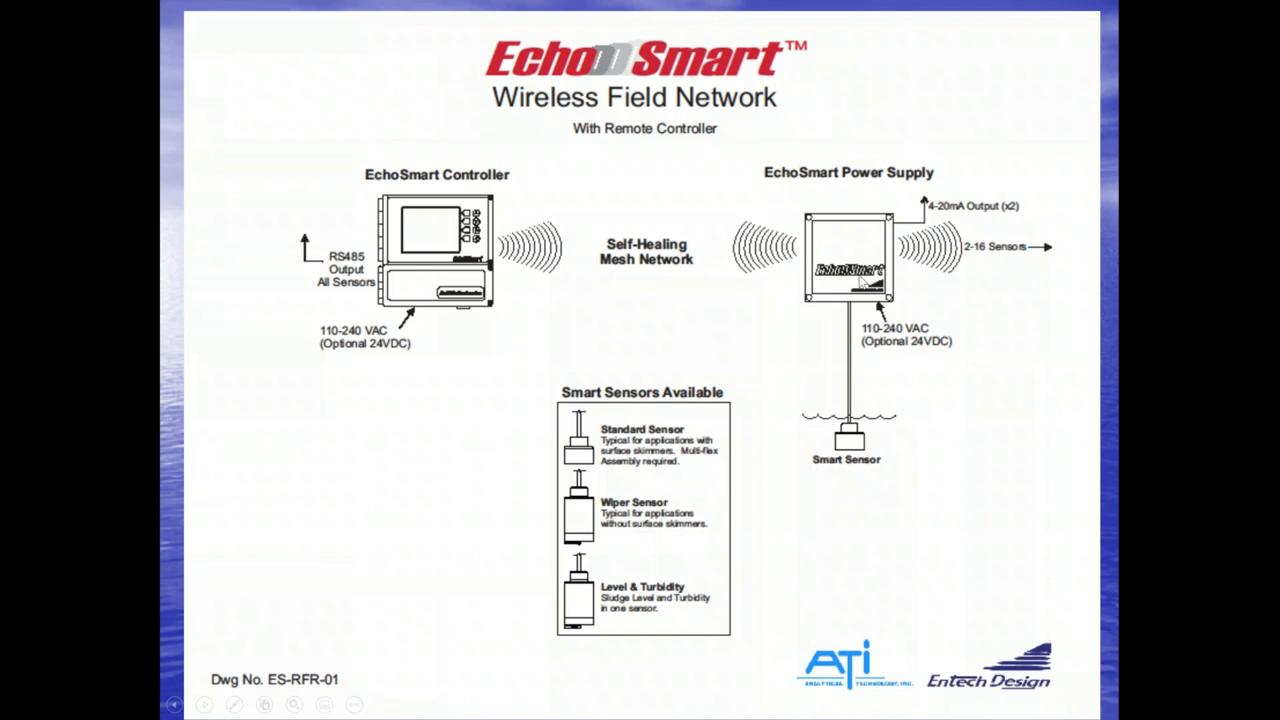 EchoSmart™
Wireless Field Network
With Remote Controller
EchoSmart Controller
EchoSmart Power Supply
4-20mA Output (x2)
2-16 Sensors
RS485
Output
All Sensors
Self-Healing
Mesh Network
EchoSmart
110-240 VAC
(Optional 24VDC)
110-240 VAC
(Optional 24VDC)
Smart Sensor
Smart Sensors Available
Standard Sensor
Typical for applications with
surface skimmers. Multi-flex
Assembly required.
Wiper Sensor
Typical for applications
without surface skimmers.
Level & Turbidity
Sludge Level and Turbidity
in one sensor.
Dwg No. ES-RFR-01
ATi
ANALYTICAL TECHNOLOGY, INC.
Entech Design